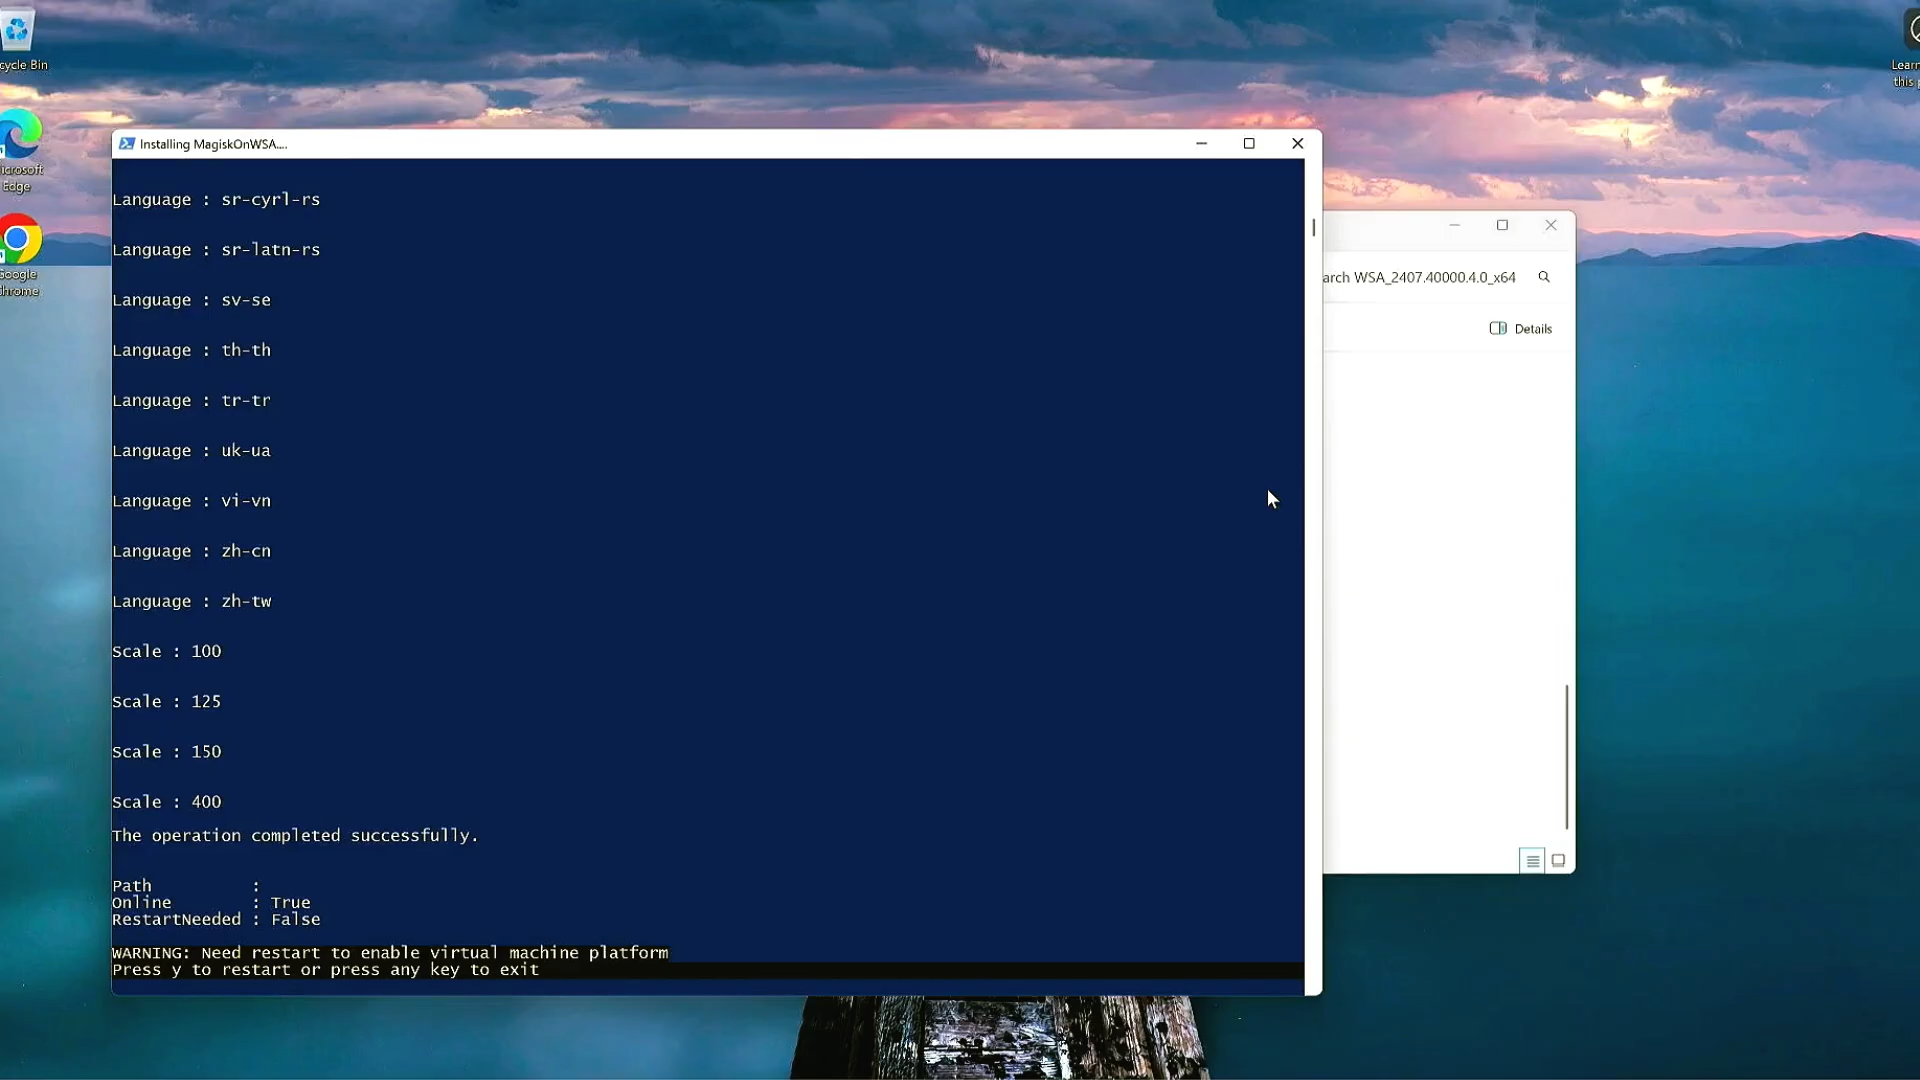 cycle Bin
icrosoft
Edge
Google
hrome
Learn
this
Installing MagiskOnWSA....
Language : sr-cyrl-rs
Language : sr-latn-rs
Language : sv-se
Language : th-th
Language : tr-tr
Language : uk-ua
Language : vi-vn
Language : zh-cn
Language : zh-tw
Scale : 100
Scale : 125
Scale : 150
Scale : 400
The operation completed successfully.
Path :
Online : True
RestartNeeded : False
WARNING: Need restart to enable virtual machine platform
Press y to restart or press any key to exit
arch WSA_2407.40000.4.0_x64
Details